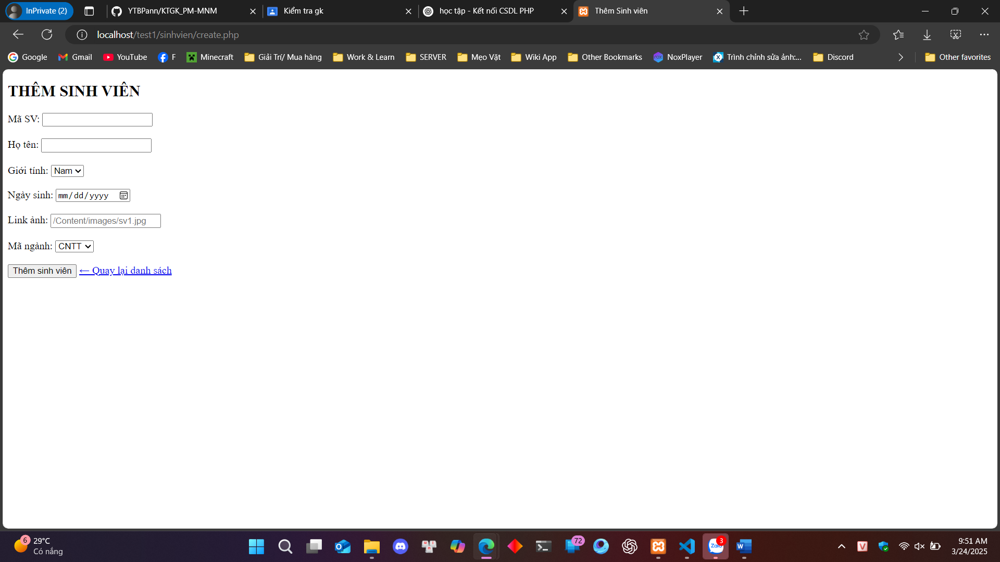 InPrivate (2)
YTBPann/KTGK_PM-MNM
Kiểm tra gk
học tập - Kết nối CSDL PHP
Thêm Sinh viên
localhost/test1/sinhvien/create.php
Google
Gmail
YouTube
F
Minecraft
Giải Trí/ Mua hàng
Work & Learn
SERVER
Mẹo Vặt
Wiki App
Other Bookmarks
NoxPlayer
Trình chỉnh sửa ảnh:...
Discord
Other favorites
THÊM SINH VIÊN
Mã SV:
Họ tên:
Giới tính: Nam
Ngày sinh: mm/dd/yyyy
Link ảnh: /Content/images/sv1.jpg
Mã ngành: CNTT
Thêm sinh viên ← Quay lại danh sách
6
29°C
Có nắng
72
Zalo
3
9:51 AM
3/24/2025